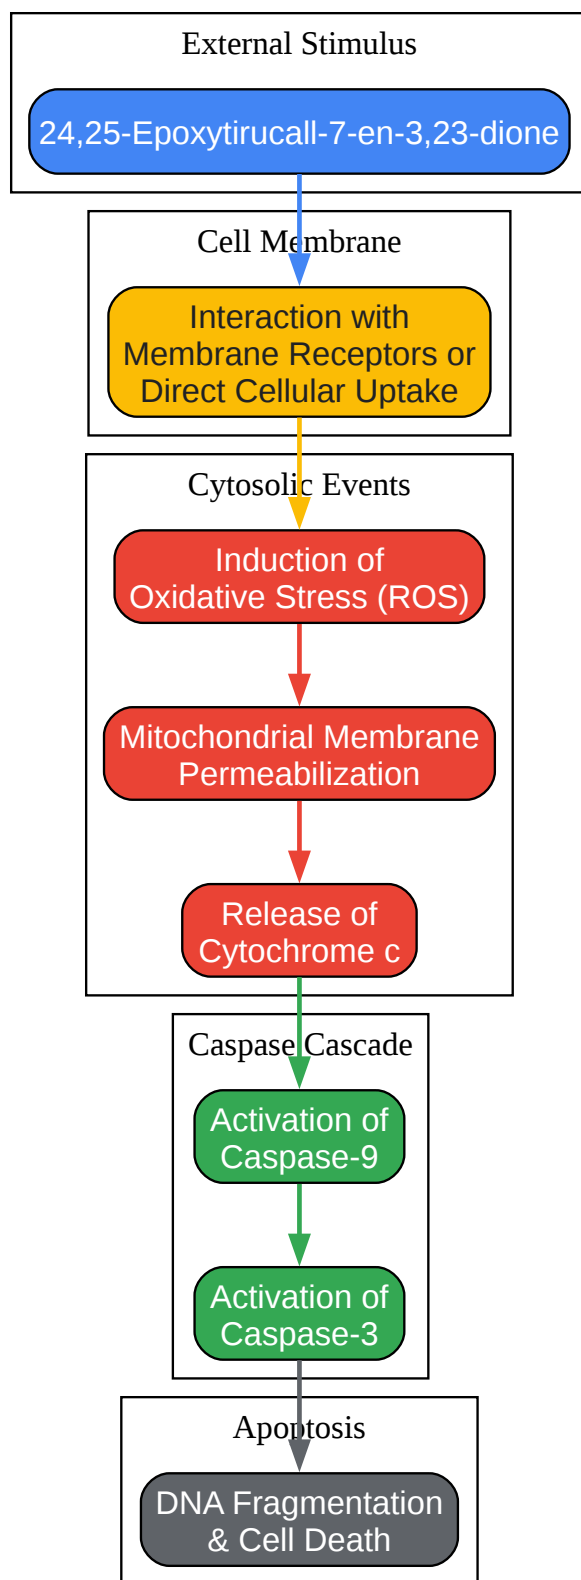 External Stimulus
24,25-Epoxytirucall-7-en-3,23-dione
Cell Membrane
Interaction with
Membrane Receptors or
Direct Cellular Uptake
Cytosolic Events
Induction of
Oxidative Stress (ROS)
Mitochondrial Membrane
Permeabilization
Release of
Cytochrome c
Caspase Cascade
Activation of
Caspase-9
Activation of
Caspase-3
Apoptosis
DNA Fragmentation
& Cell Death